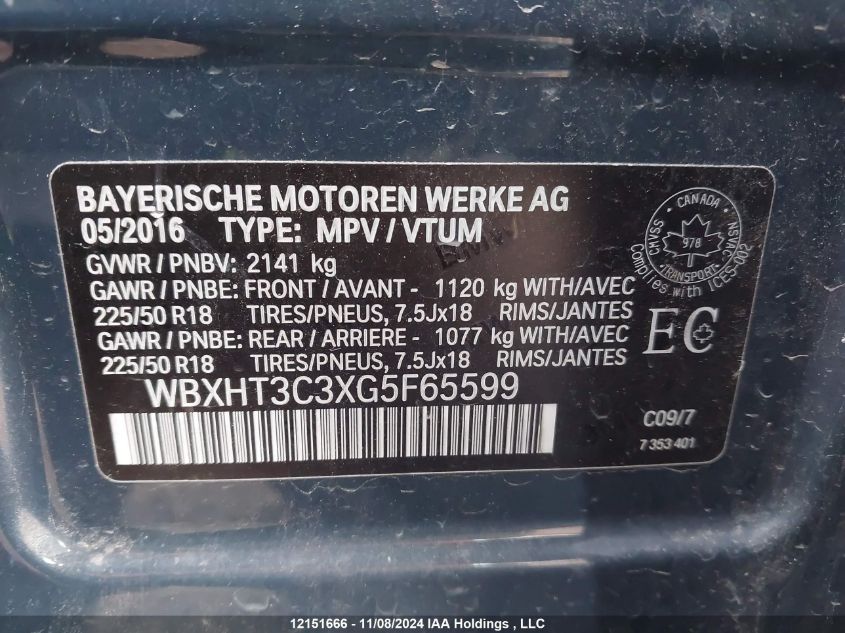 BAYERISCHE MOTOREN WERKE AG
05/2016 TYPE: MPV / VTUM
GVWR / PNBV: 2141 kg
GAWR / PNBE: FRONT / AVANT - 1120 kg WITH/AVEC
225/50 R18 TIRES/PNEUS, 7.5Jx18 RIMS/JANTES
GAWR / PNBE: REAR / ARRIERE - 1077 kg WITH/AVEC
225/50 R18 TIRES/PNEUS, 7.5Jx18 RIMS/JANTES
WBXHT3C3XG5F65599
CANADA
CMVSS
NSVAC
978
TRANSPORT
Complies with ICES-002
EC
C09/7
7 353 401
12151666 - 11/08/2024 IAA Holdings , LLC